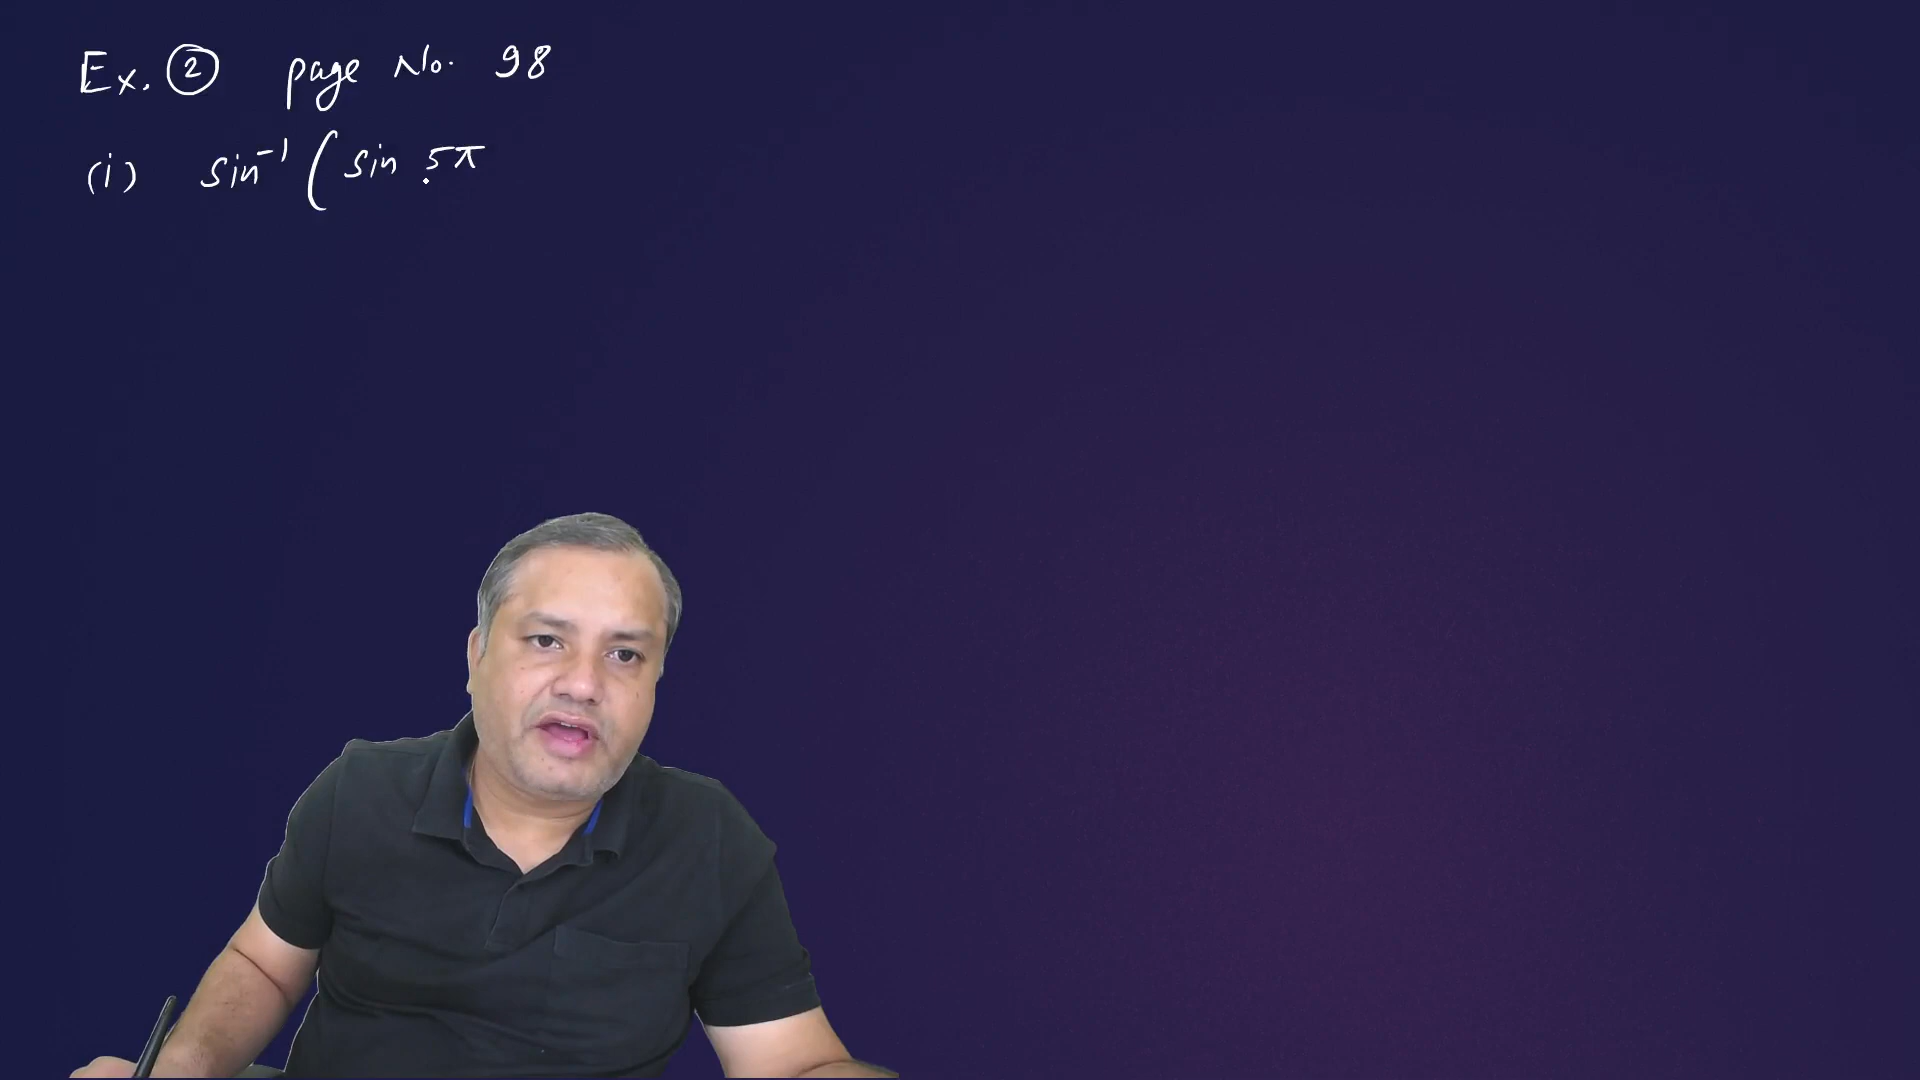 Ex. ② page No. 98
(i) sin⁻¹ ( sin 5π